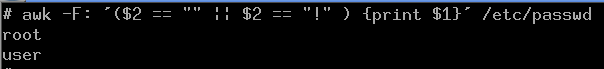 # awk -F: ´($2 == "" ¦¦ $2 == "!" ) {print $1}´ /etc/passwd
root
user